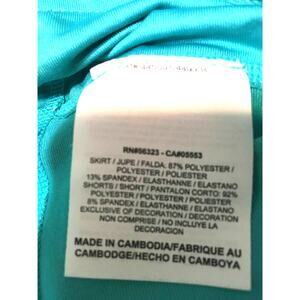 RN#56323 - CA#05553
SKIRT / JUPE / FALDA: 87% POLYESTER /
POLYESTER / POLIESTER
13% SPANDEX / ELASTHANNE / ELASTANO
SHORTS / SHORT / PANTALON CORTO: 92%
POLYESTER / POLYESTER / POLIESTER
8% SPANDEX / ELASTHANNE / ELASTANO
EXCLUSIVE OF DECORATION / DECORATION
NON COMPRISE / NO INCLUYE LA
DECORACION
MADE IN CAMBODIA/FABRIQUE AU
CAMBODGE/HECHO EN CAMBOYA